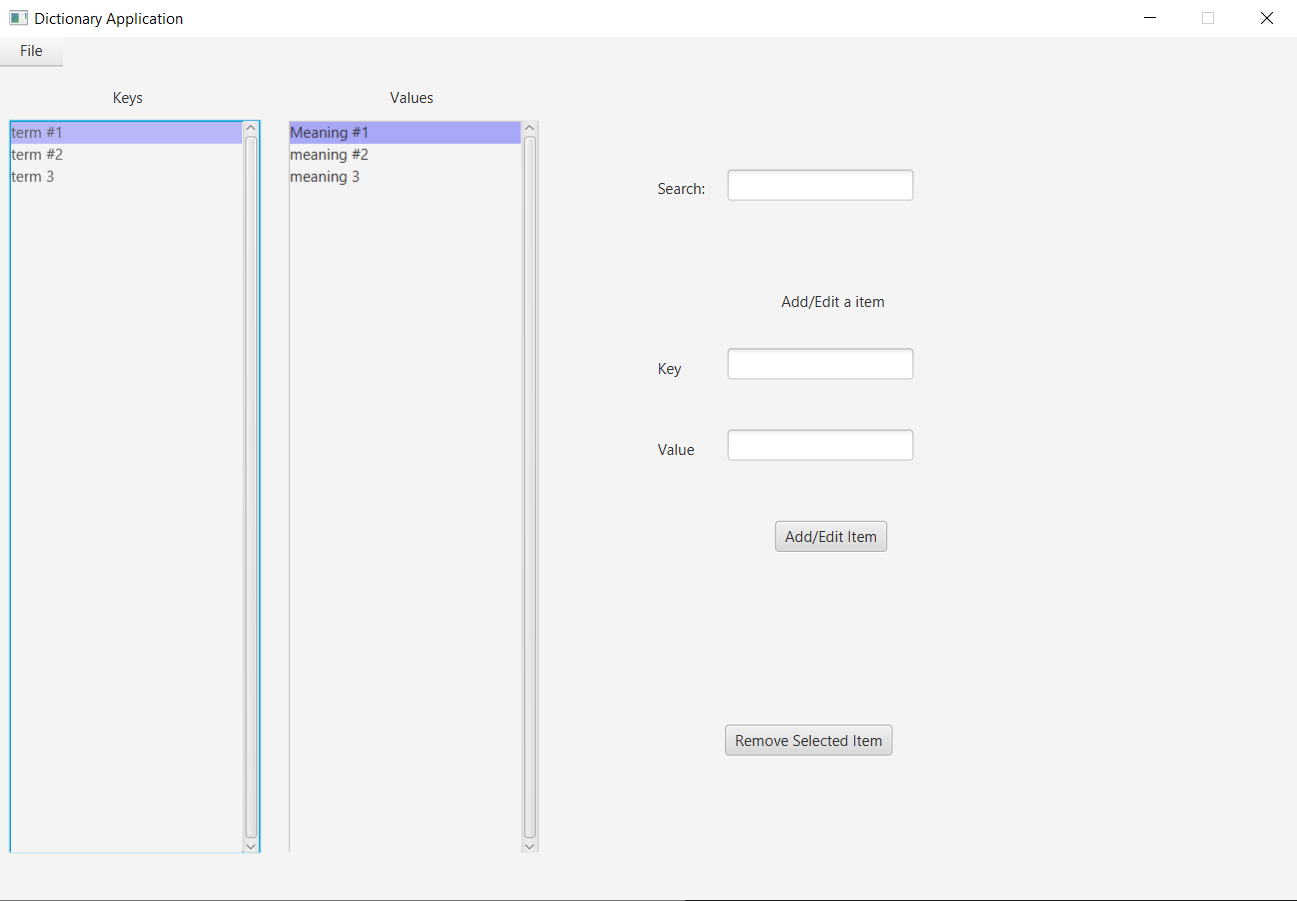 Dictionary Application
File
Keys
Values
term #1
term #2
term 3
Meaning #1
meaning #2
meaning 3
Search:
Add/Edit a item
Key
Value
Add/Edit Item
Remove Selected Item